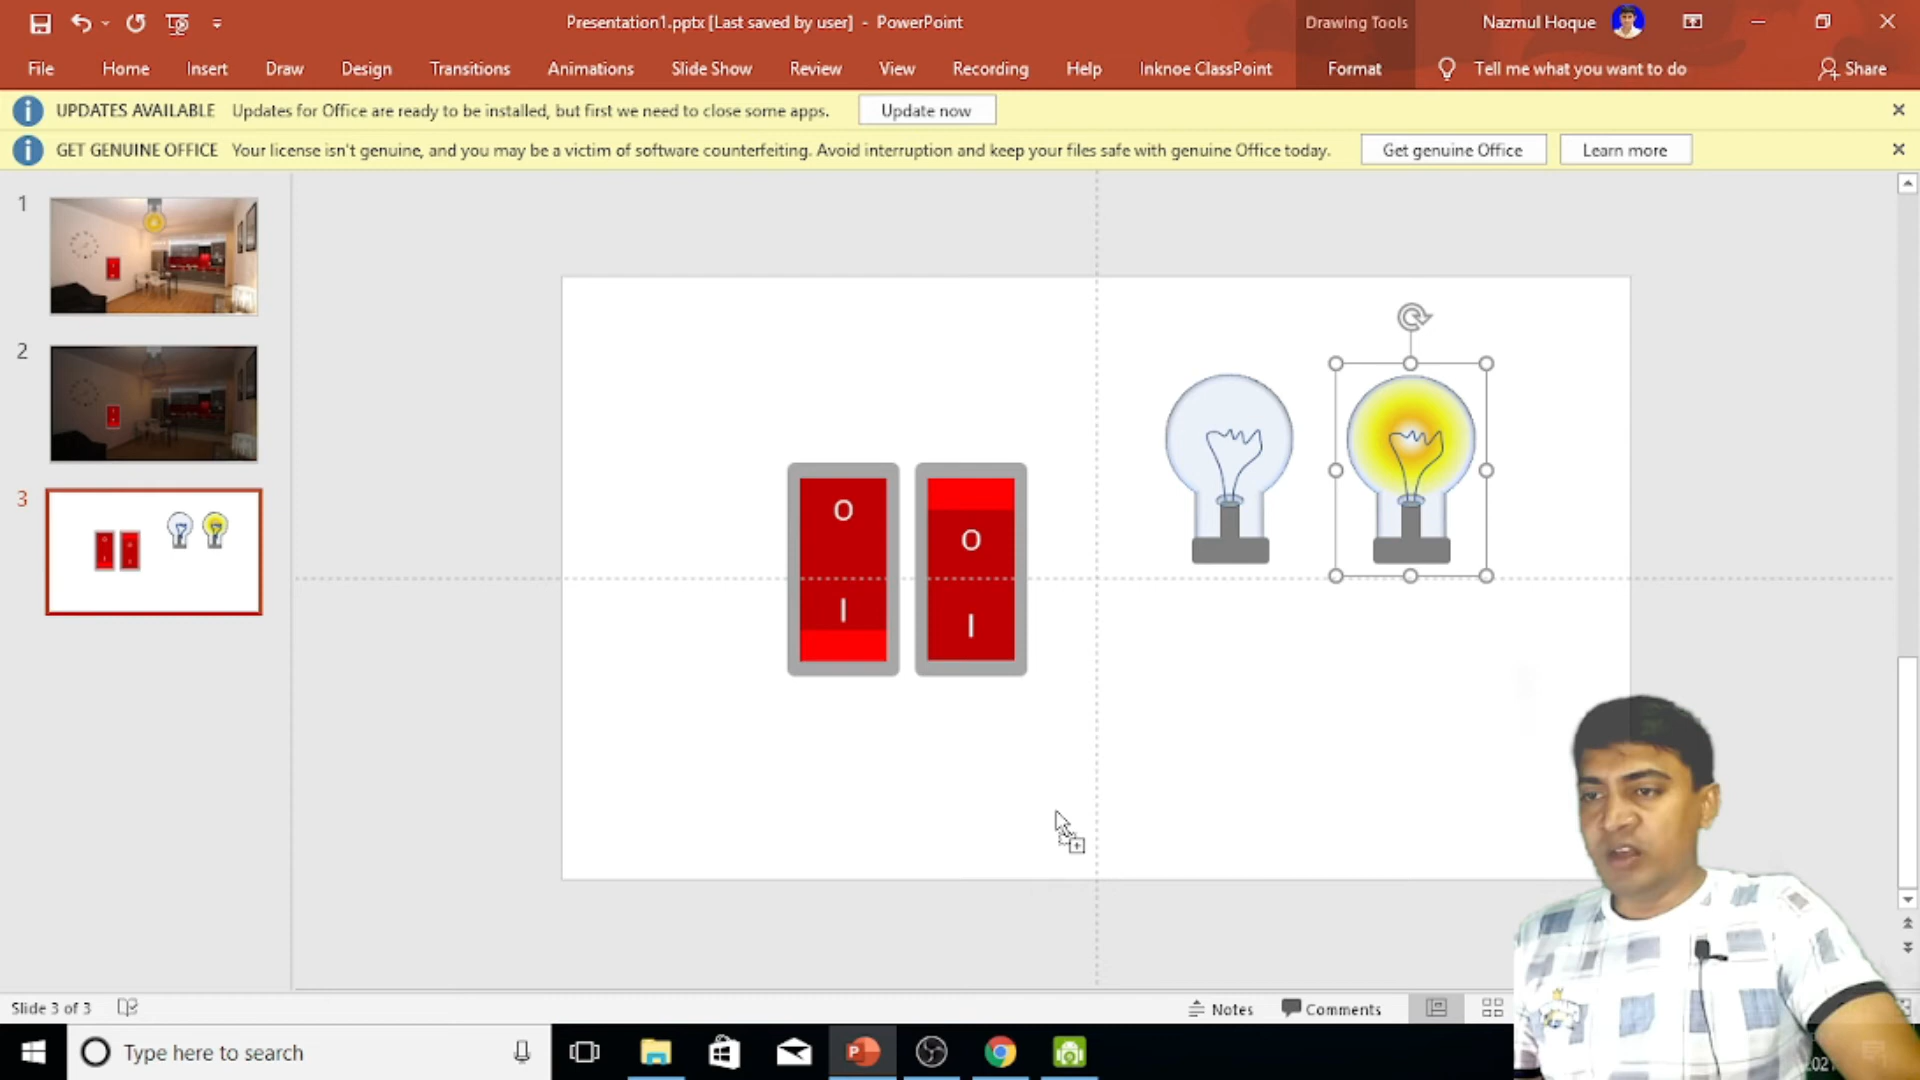 Presentation1.pptx [Last saved by user] - PowerPoint
Drawing Tools
Nazmul Hoque
File Home Insert Draw Design Transitions Animations Slide Show Review View Recording Help Inknoe ClassPoint Format Tell me what you want to do Share
UPDATES AVAILABLE Updates for Office are ready to be installed, but first we need to close some apps. Update now
GET GENUINE OFFICE Your license isn't genuine, and you may be a victim of software counterfeiting. Avoid interruption and keep your files safe with genuine Office today. Get genuine Office Learn more
1
2
3
O
I
O
I
Slide 3 of 3 Notes Comments
Type here to search